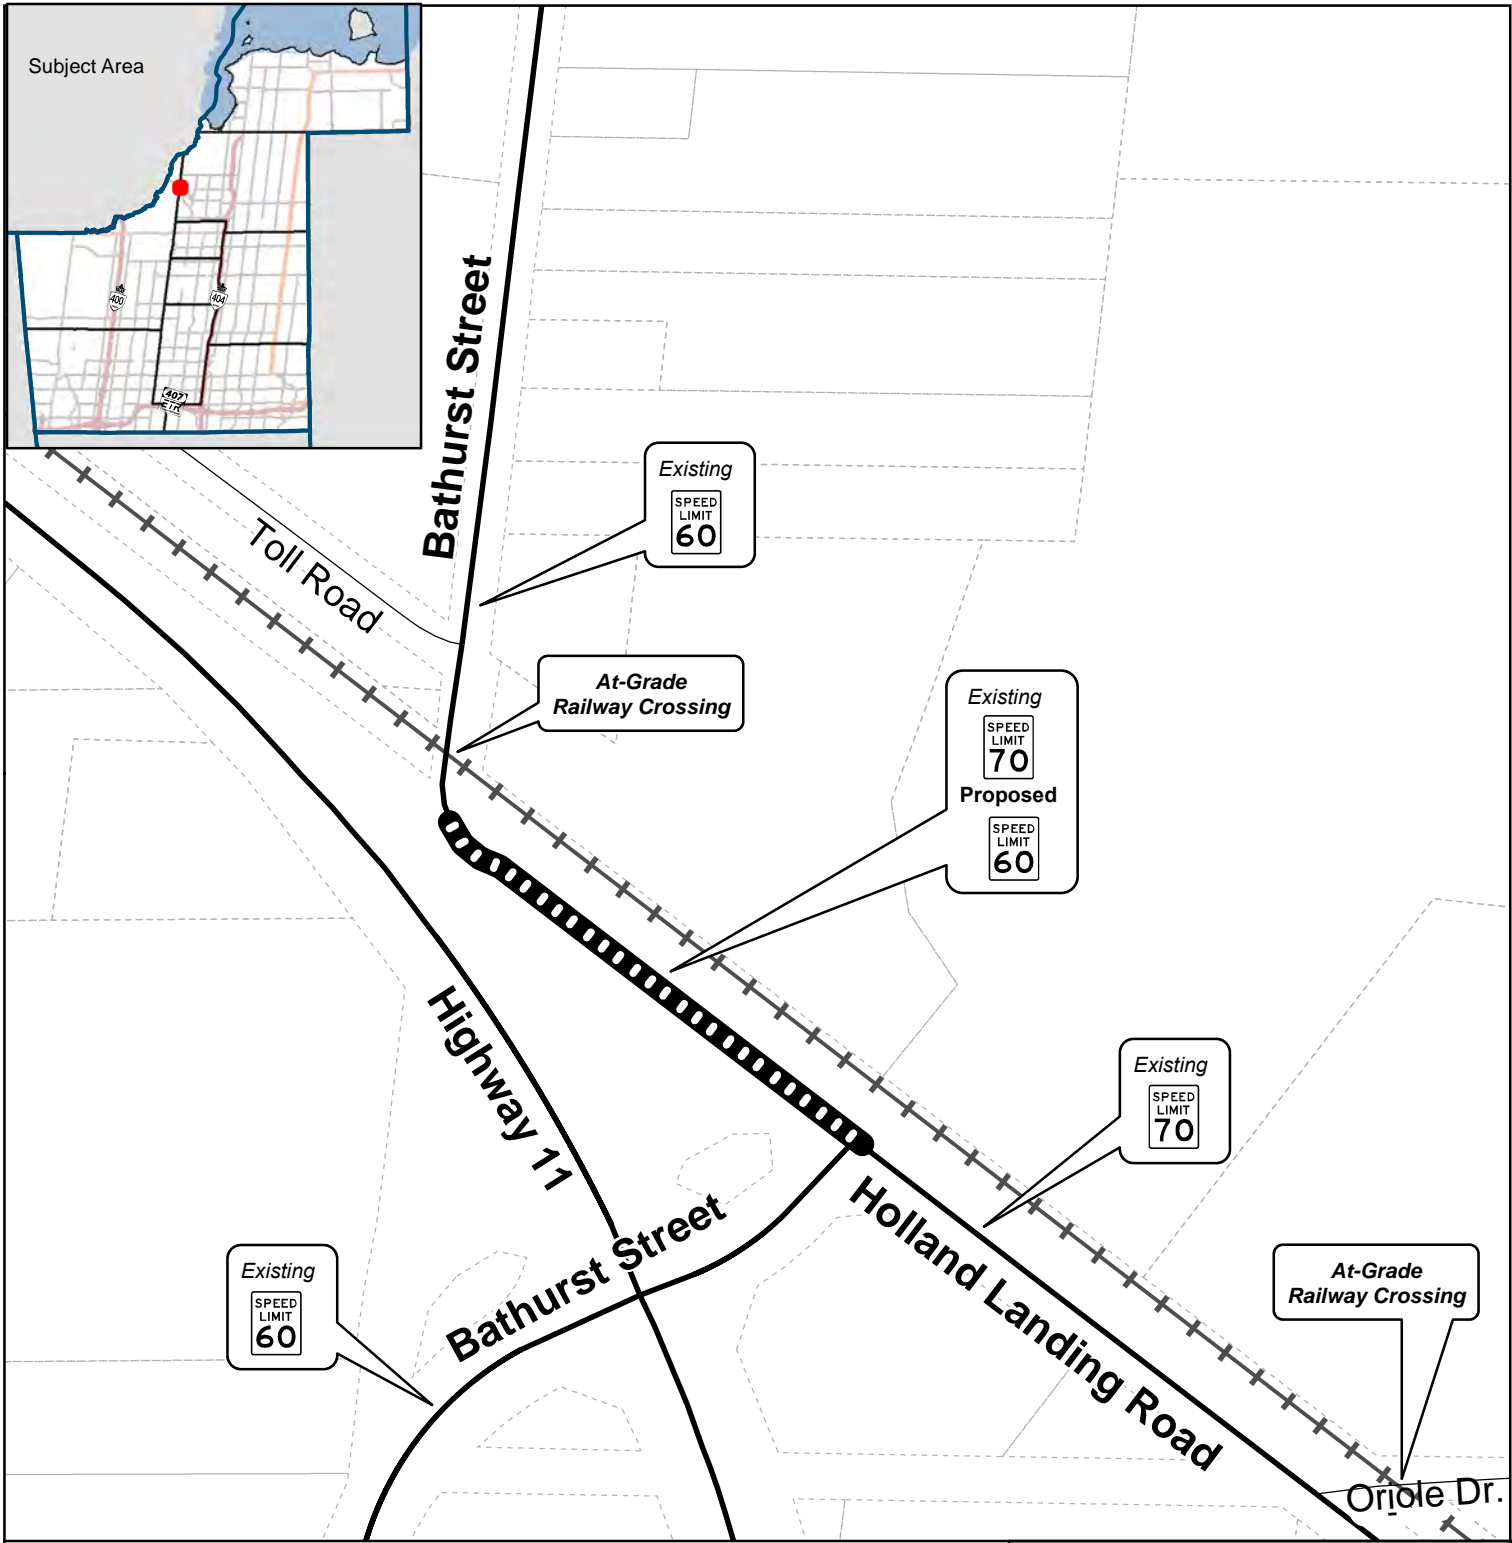 Subject Area
400
404
407
ETR
Bathurst Street
Existing
SPEED
LIMIT
60
Toll Road
At-Grade
Railway Crossing
Existing
SPEED
LIMIT
70
Proposed
SPEED
LIMIT
60
Highway 11
Existing
SPEED
LIMIT
70
Bathurst Street
Holland Landing Road
Existing
SPEED
LIMIT
60
At-Grade
Railway Crossing
Oriole Dr.